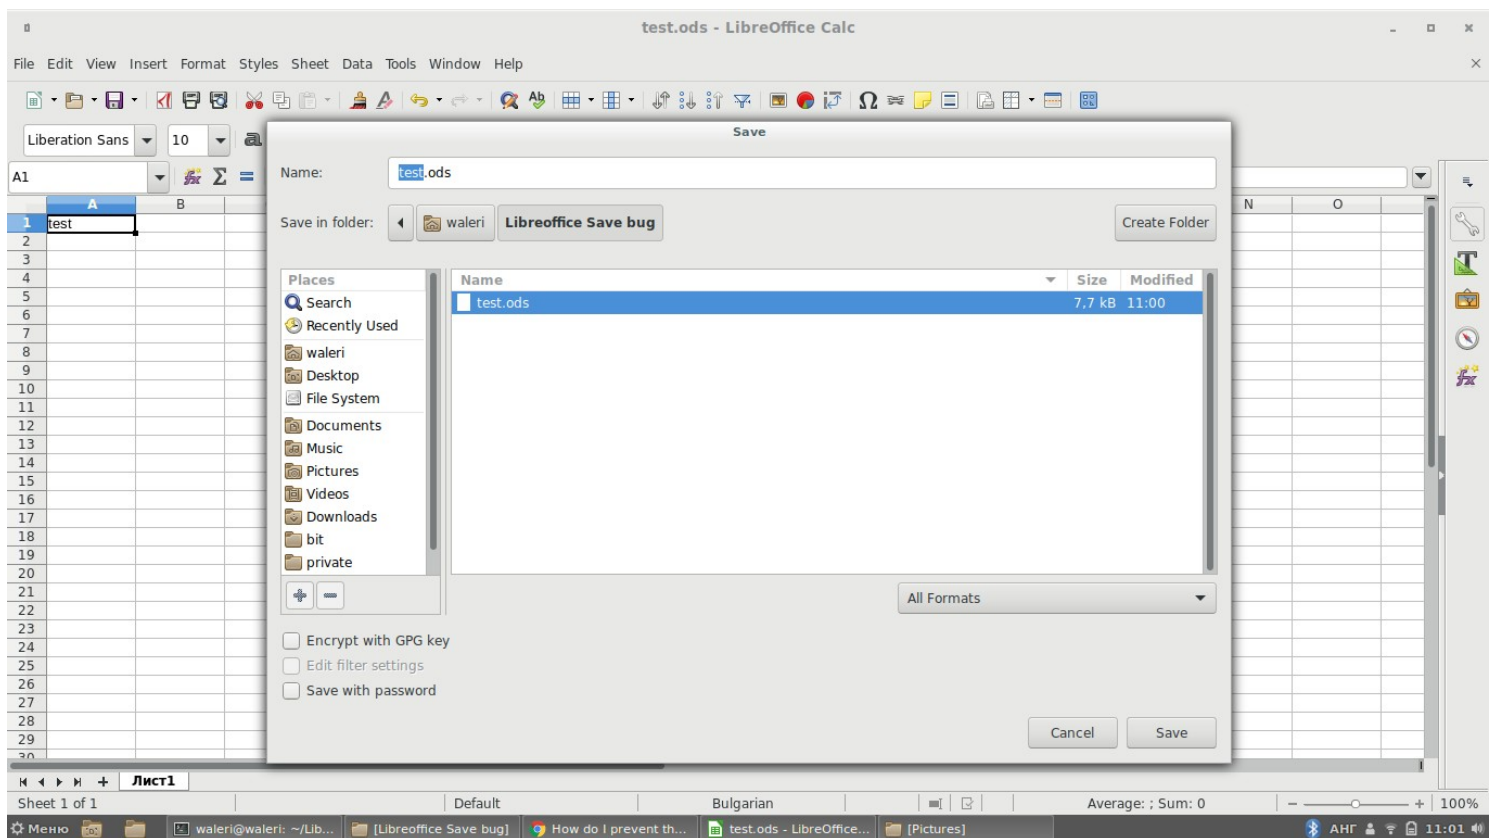 test.ods - LibreOffice Calc
File Edit View Insert Format Styles Sheet Data Tools Window Help
Liberation Sans 10 a
Save
A1
Name: test.ods
A B N O
Save in folder: waleri Libreoffice Save bug Create Folder
1 test
2
3
4
5
6
7
8
9
10
11
12
13
14
15
16
17
18
19
20
21
22
23
24
25
26
27
28
29
30
Places
Search
Recently Used
waleri
Desktop
File System
Documents
Music
Pictures
Videos
Downloads
bit
private
Name Size Modified
test.ods 7,7 kB 11:00
All Formats
Encrypt with GPG key
Edit filter settings
Save with password
Cancel Save
Лист1
Sheet 1 of 1 Default Bulgarian Average: ; Sum: 0 100%
Меню waleri@waleri: ~/Lib... [Libreoffice Save bug] How do I prevent th... test.ods - LibreOffice... [Pictures] АНГ 11:01